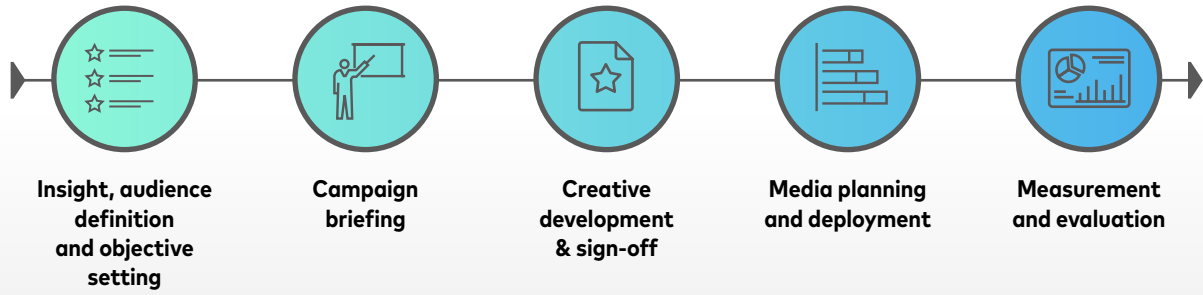 Insight, audience
definition
and objective
setting
Campaign
briefing
Creative
development
& sign-off
Media planning
and deployment
Measurement
and evaluation